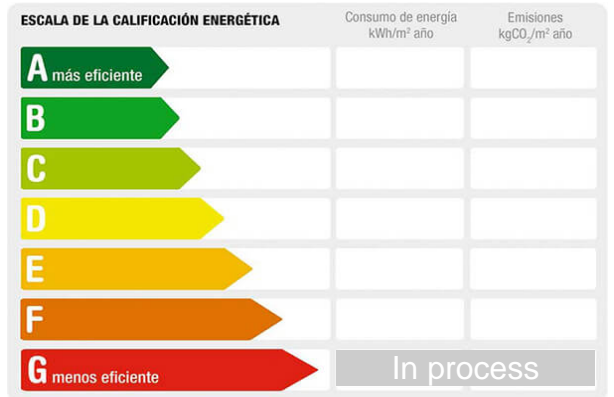 ESCALA DE LA CALIFICACIÓN ENERGÉTICA
Consumo de energía
kWh/m² año
Emisiones
kgCO₂/m² año
A más eficiente
B
C
D
E
F
G menos eficiente
In process